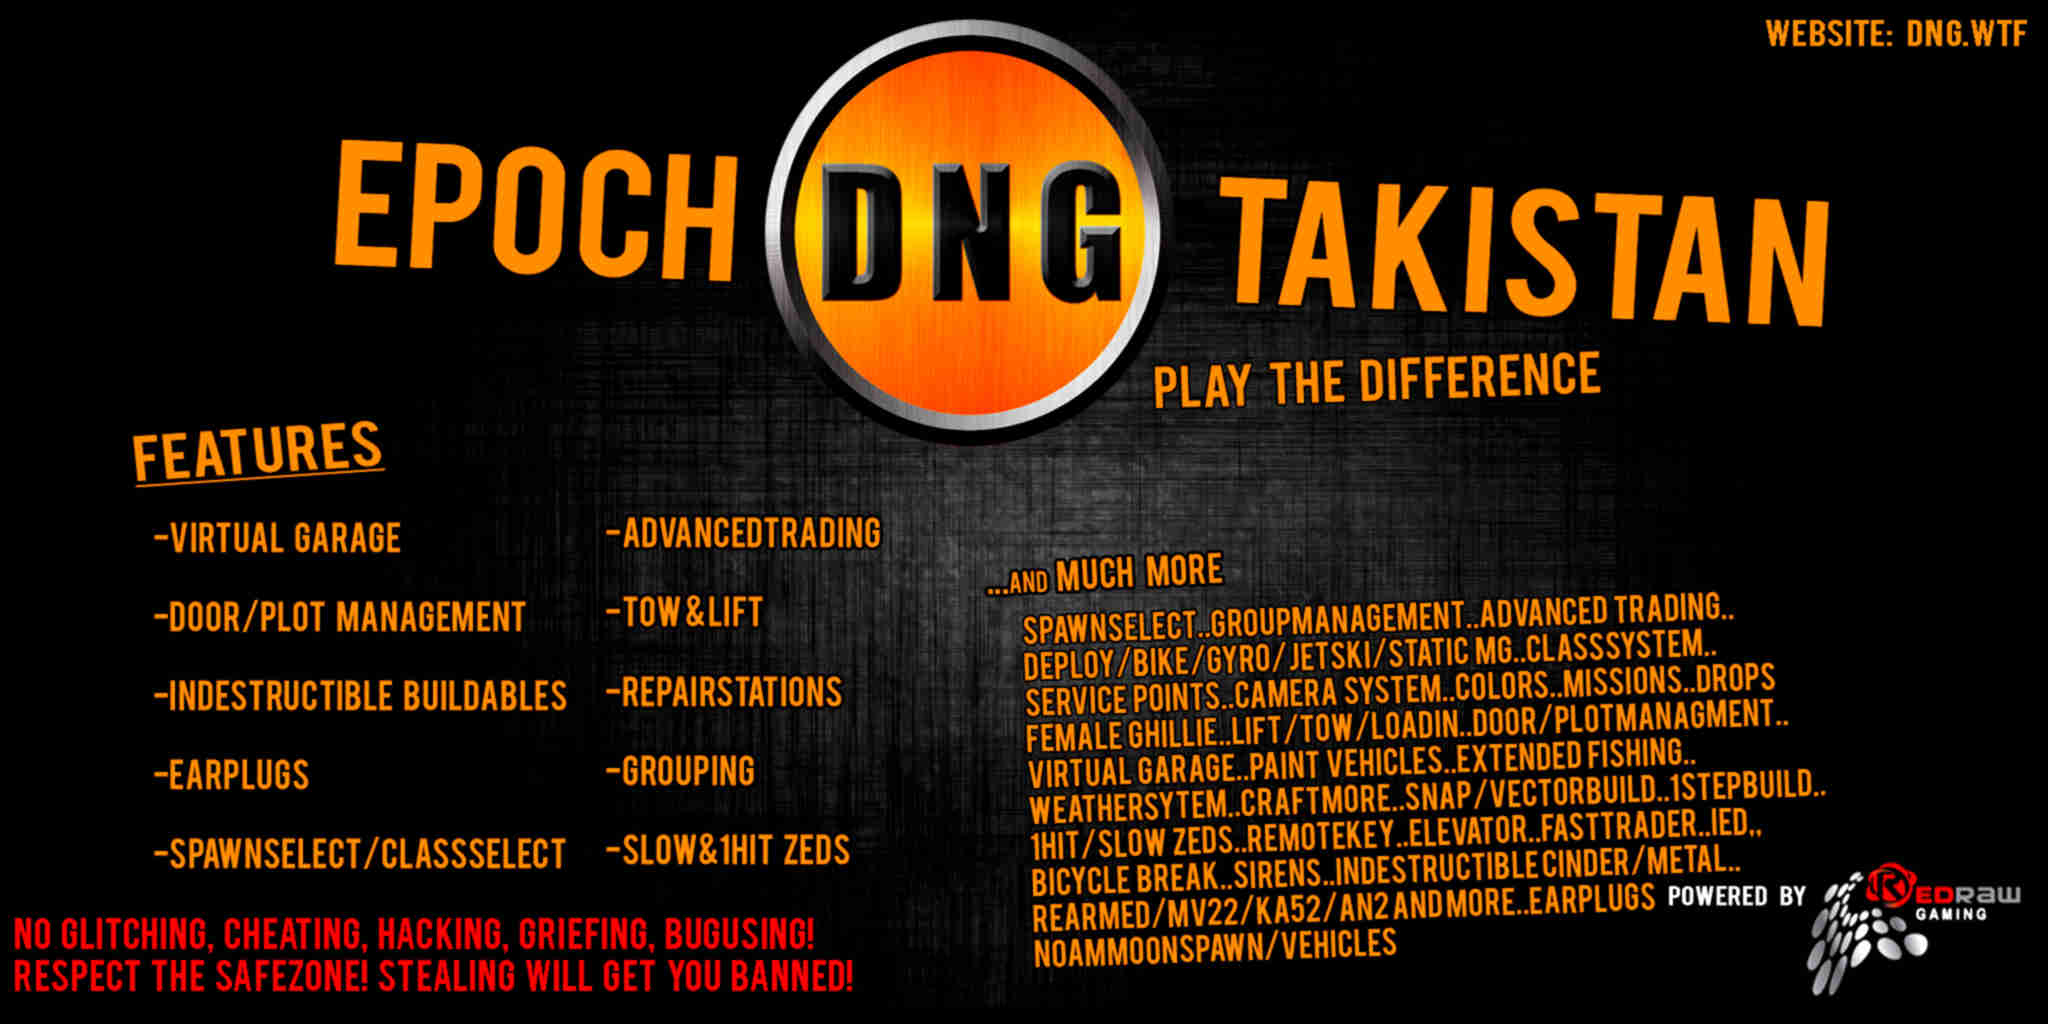 WEBSITE: DNG.WTF
EPOCH DNG TAKISTAN
PLAY THE DIFFERENCE
FEATURES
-VIRTUAL GARAGE
-DOOR/PLOT MANAGEMENT
-INDESTRUCTIBLE BUILDABLES
-EARPLUGS
-SPAWNSELECT/CLASSSELECT
-ADVANCEDTRADING
-TOW&LIFT
-REPAIRSTATIONS
-GROUPING
-SLOW&1HIT ZEDS
...AND MUCH MORE
SPAWNSELECT..GROUPMANAGEMENT..ADVANCED TRADING..
DEPLOY/BIKE/GYRO/JETSKI/STATIC MG..CLASSSYSTEM..
SERVICE POINTS..CAMERA SYSTEM..COLORS..MISSIONS..DROPS
FEMALE GHILLIE..LIFT/TOW/LOADIN..DOOR/PLOTMANAGMENT..
VIRTUAL GARAGE..PAINT VEHICLES..EXTENDED FISHING..
WEATHERSYTEM..CRAFTMORE..SNAP/VECTORBUILD..1STEPBUILD..
1HIT/SLOW ZEDS..REMOTEKEY..ELEVATOR..FASTTRADER..IED,,
BICYCLE BREAK..SIRENS..INDESTRUCTIBLE CINDER/METAL..
REARMED/MV22/KA52/AN2 AND MORE..EARPLUGS
NOAMMOONSPAWN/VEHICLES
NO GLITCHING, CHEATING, HACKING, GRIEFING, BUGUSING!
RESPECT THE SAFEZONE! STEALING WILL GET YOU BANNED!
POWERED BY REDRAW
GAMING